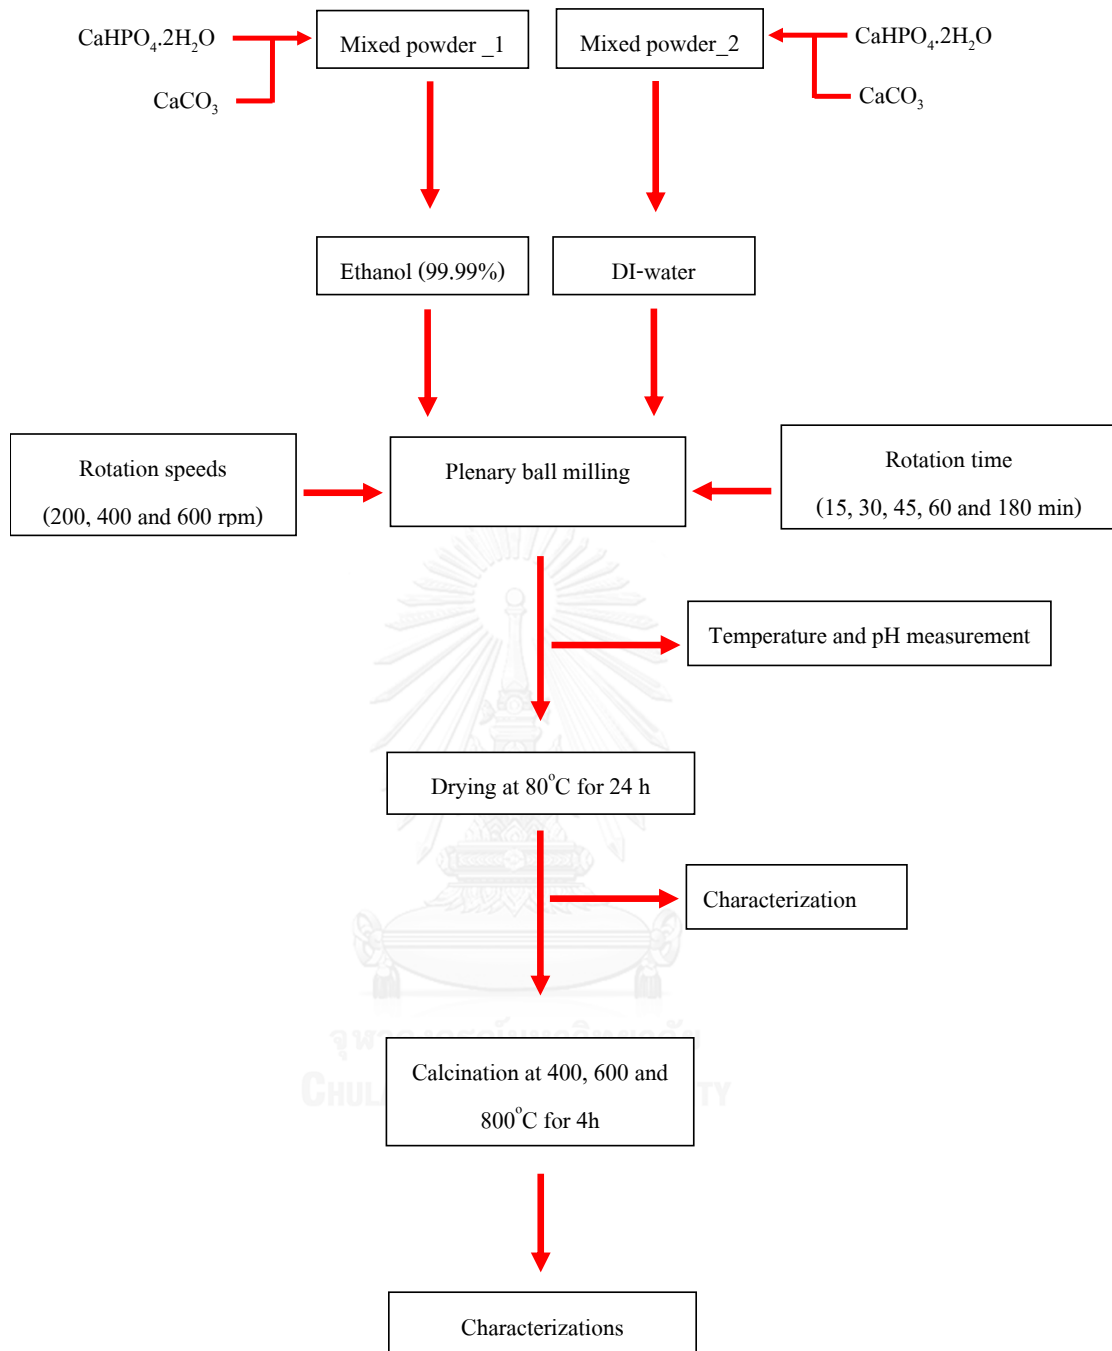 CaHPO₄.2H₂O
CaCO₃
Mixed powder _1
Mixed powder_2
CaHPO₄.2H₂O
CaCO₃
Ethanol (99.99%)
DI-water
Rotation speeds
(200, 400 and 600 rpm)
Plenary ball milling
Rotation time
(15, 30, 45, 60 and 180 min)
Temperature and pH measurement
Drying at 80°C for 24 h
Characterization
Calcination at 400, 600 and
800°C for 4h
Characterizations